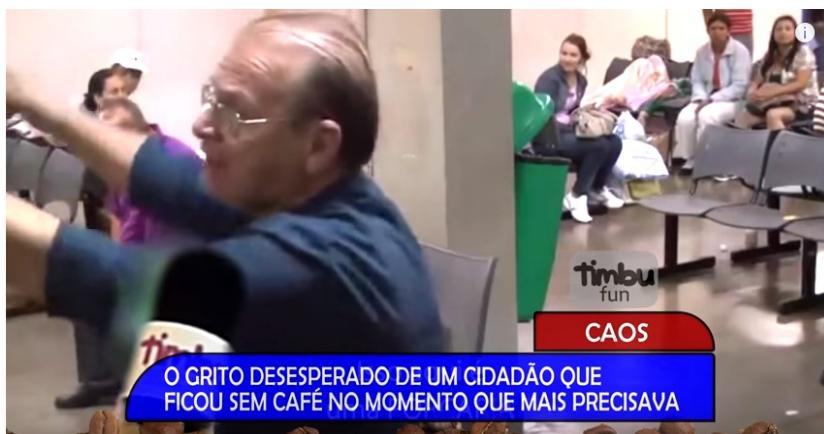 timbu
fun
CAOS
O GRITO DESESPERADO DE UM CIDADÃO QUE
FICOU SEM CAFÉ NO MOMENTO QUE MAIS PRECISAVA